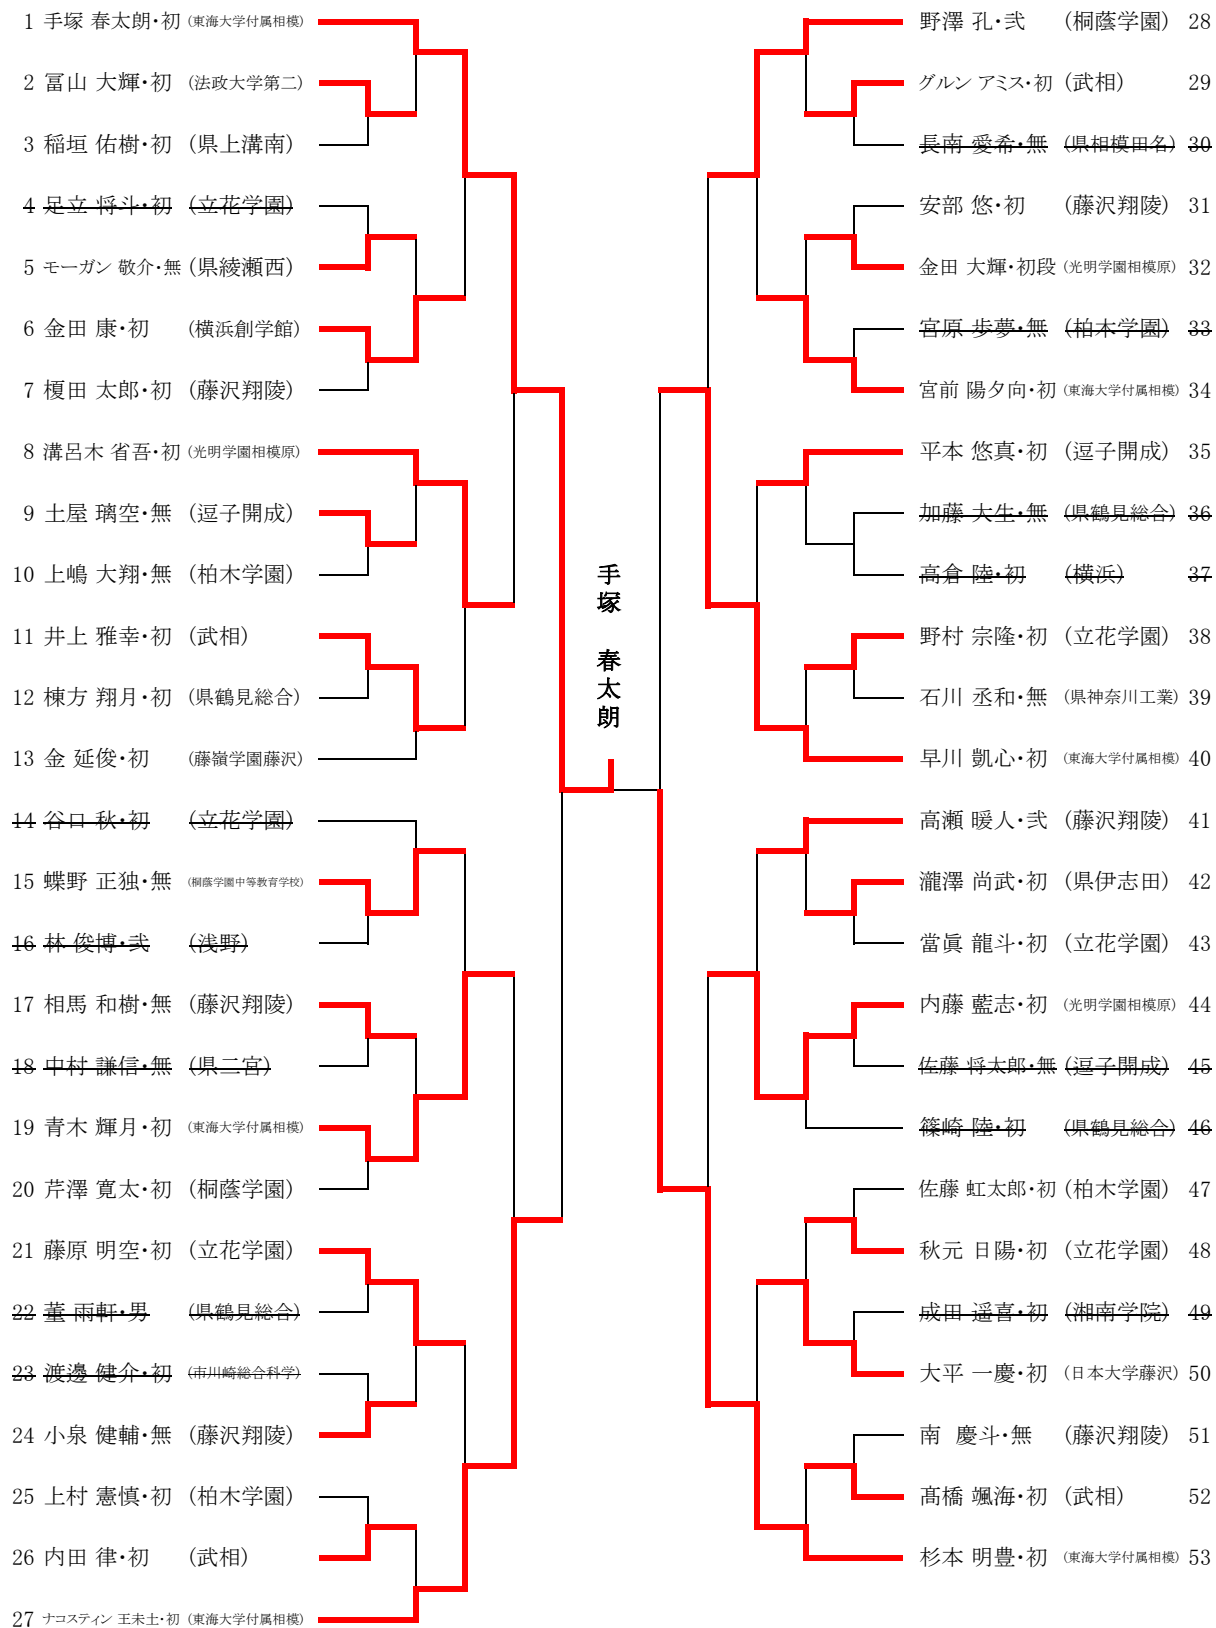 1 手塚 春太朗・初 (東海大学付属相模)
2 冨山 大輝・初 (法政大学第二)
3 稲垣 佑樹・初 (県上溝南)
4 足立 将斗・初 (立花学園)
5 モーガン 敬介・無 (県綾瀬西)
6 金田 康・初 (横浜創学館)
7 榎田 太郎・初 (藤沢翔陵)
8 溝呂木 省吾・初 (光明学園相模原)
9 土屋 璃空・無 (逗子開成)
10 上嶋 大翔・無 (柏木学園)
11 井上 雅幸・初 (武相)
12 棟方 翔月・初 (県鶴見総合)
13 金 延俊・初 (藤嶺学園藤沢)
14 谷口 秋・初 (立花学園)
15 蝶野 正独・無 (桐蔭学園中等教育学校)
16 林 俊博・弐 (浅野)
17 相馬 和樹・無 (藤沢翔陵)
18 中村 謙信・無 (県二宮)
19 青木 輝月・初 (東海大学付属相模)
20 芹澤 寛太・初 (桐蔭学園)
21 藤原 明空・初 (立花学園)
22 董 雨軒・男 (県鶴見総合)
23 渡邊 健介・初 (市川崎総合科学)
24 小泉 健輔・無 (藤沢翔陵)
25 上村 憲慎・初 (柏木学園)
26 内田 律・初 (武相)
27 ナコスティン 王未土・初 (東海大学付属相模)
手塚 春太朗
野澤 孔・弐 (桐蔭学園) 28
グルン アミス・初 (武相) 29
長南 愛希・無 (県相模田名) 30
安部 悠・初 (藤沢翔陵) 31
金田 大輝・初段 (光明学園相模原) 32
宮原 歩夢・無 (柏木学園) 33
宮前 陽夕向・初 (東海大学付属相模) 34
平本 悠真・初 (逗子開成) 35
加藤 大生・無 (県鶴見総合) 36
高倉 陸・初 (横浜) 37
野村 宗隆・初 (立花学園) 38
石川 丞和・無 (県神奈川工業) 39
早川 凱心・初 (東海大学付属相模) 40
高瀬 暖人・弐 (藤沢翔陵) 41
瀧澤 尚武・初 (県伊志田) 42
當眞 龍斗・初 (立花学園) 43
内藤 藍志・初 (光明学園相模原) 44
佐藤 将太郎・無 (逗子開成) 45
篠崎 陸・初 (県鶴見総合) 46
佐藤 虹太郎・初 (柏木学園) 47
秋元 日陽・初 (立花学園) 48
成田 遥喜・初 (湘南学院) 49
大平 一慶・初 (日本大学藤沢) 50
南 慶斗・無 (藤沢翔陵) 51
髙橋 颯海・初 (武相) 52
杉本 明豊・初 (東海大学付属相模) 53